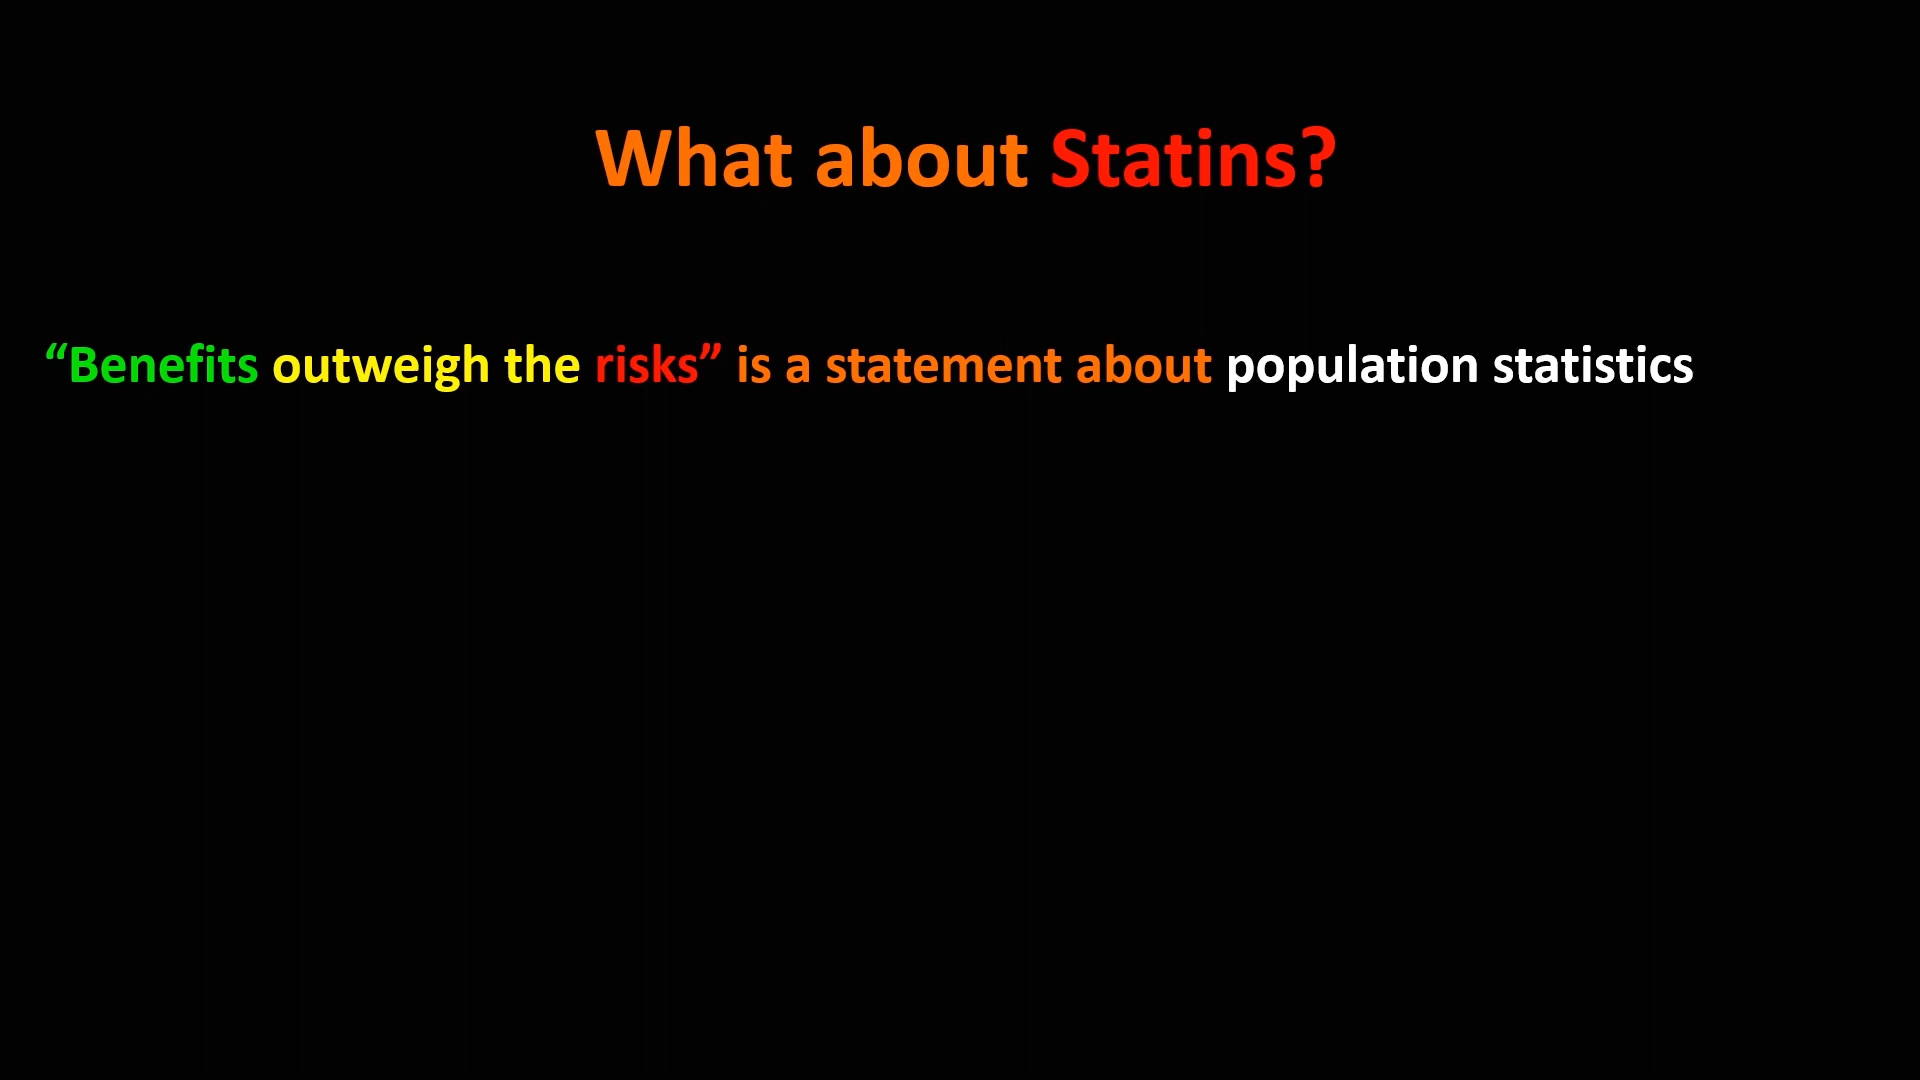 What about Statins?
“Benefits outweigh the risks” is a statement about population statistics